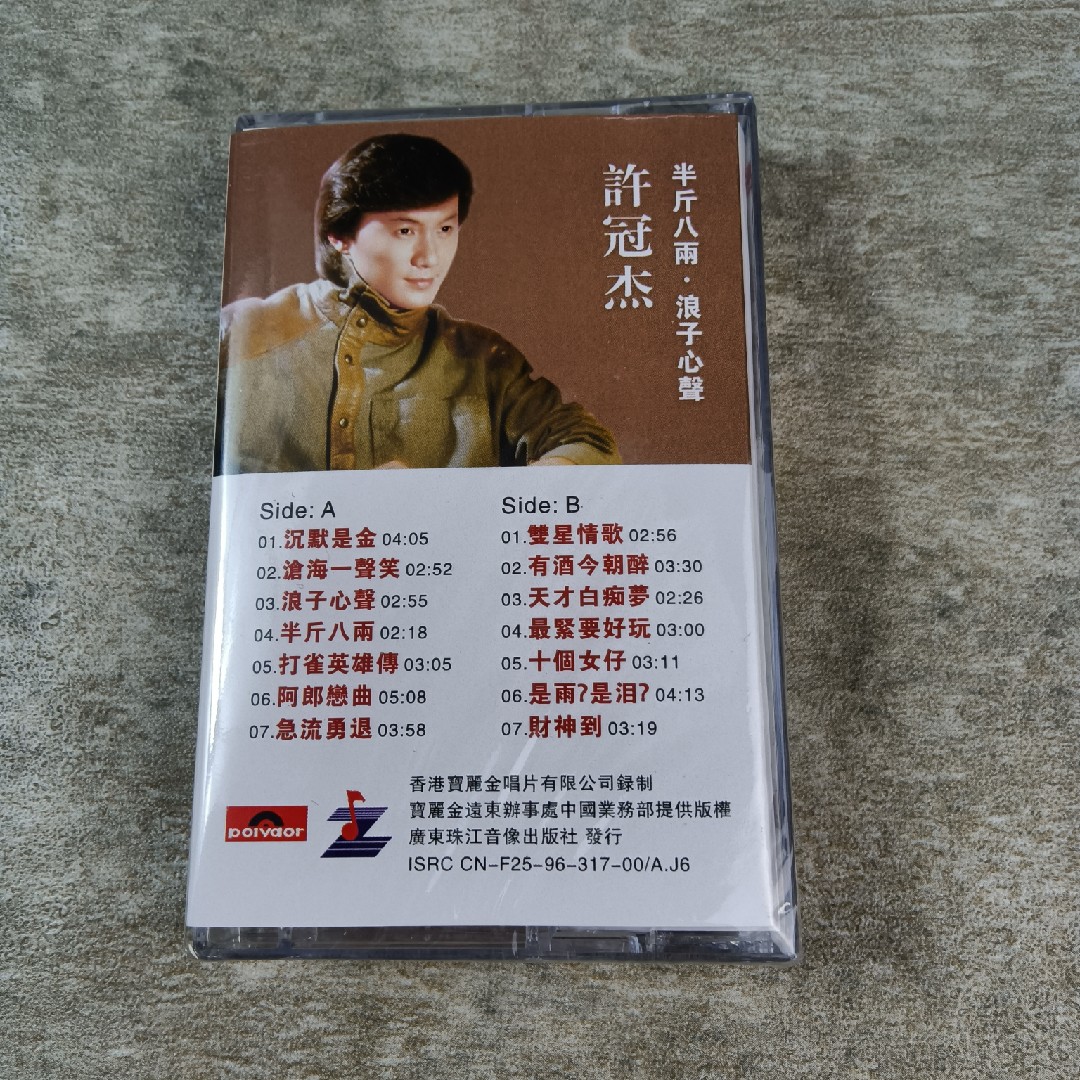 半斤八兩·浪子心聲
許冠杰
Side: A
01.沉默是金 04:05
02.滄海一聲笑 02:52
03.浪子心聲 02:55
04.半斤八兩 02:18
05.打雀英雄傳 03:05
06.阿郎戀曲 05:08
07.急流勇退 03:58
Side: B
01.雙星情歌 02:56
02.有酒今朝醉 03:30
03.天才白痴夢 02:26
04.最緊要好玩 03:00
05.十個女仔 03:11
06.是雨?是泪? 04:13
07.財神到 03:19
polvdor
香港寶麗金唱片有限公司録制
寶麗金遠東辦事處中國業務部提供版權
廣東珠江音像出版社 發行
ISRC CN-F25-96-317-00/A.J6